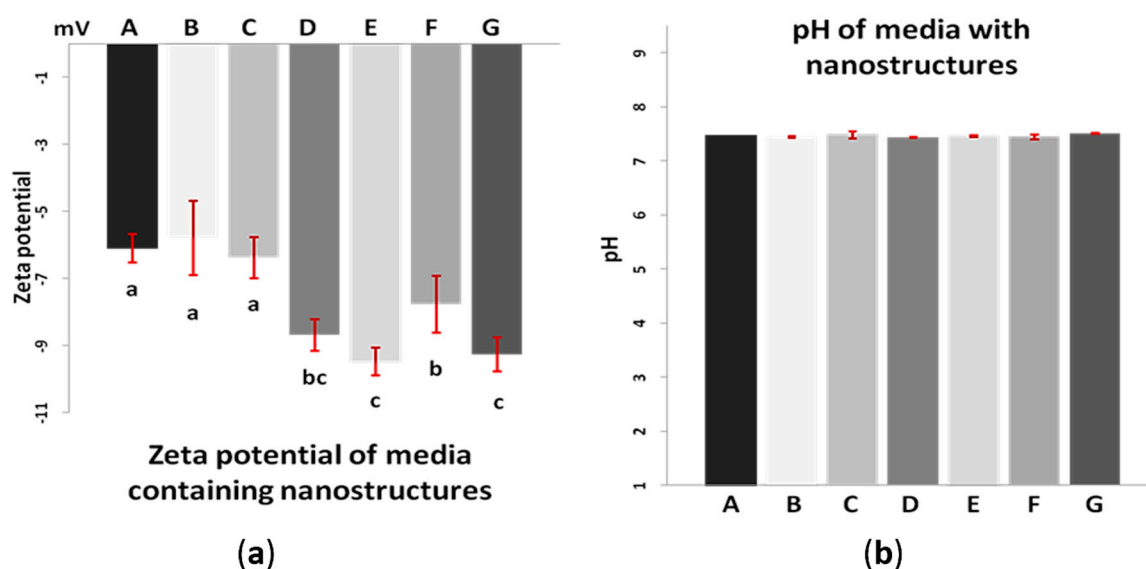 mV A B C D E F G
-1
-3
-5
-7
-9
-11
Zeta potential
a a a bc c b c
Zeta potential of media
containing nanostructures
(a)
pH of media with
nanostructures
9
8
7
6
5
4
3
2
1
pH
A B C D E F G
(b)